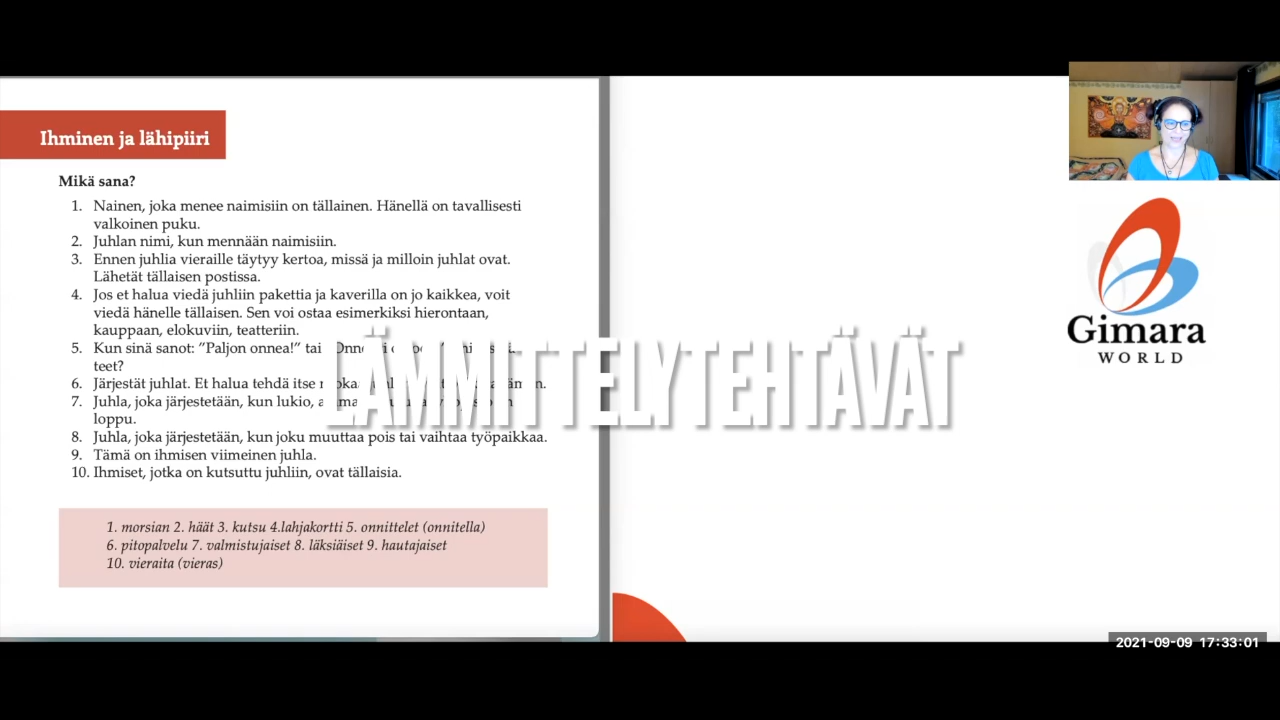 Ihminen ja lähipiiri
Mikä sana?
1. Nainen, joka menee naimisiin on tällainen. Hänellä on tavallisesti
valkoinen puku.
2. Juhlan nimi, kun mennään naimisiin.
3. Ennen juhlia vieraille täytyy kertoa, missä ja milloin juhlat ovat.
Lähetät tällaisen postissa.
4. Jos et halua viedä juhliin pakettia ja kaverilla on jo kaikkea, voit
viedä hänelle tällaisen. Sen voi ostaa esimerkiksi hierontaan,
kauppaan, elokuviin, teatteriin.
5. Kun sinä sanot: ”Paljon onnea!” tai
teet?
6. Järjestät juhlat. Et halua tehdä itse
7. Juhla, joka järjestetään, kun lukio,
loppu.
8. Juhla, joka järjestetään, kun joku muuttaa pois tai vaihtaa työpaikkaa.
9. Tämä on ihmisen viimeinen juhla.
10. Ihmiset, jotka on kutsuttu juhliin, ovat tällaisia.
LÄMMITTELYTEHTÄVÄT
1. morsian 2. häät 3. kutsu 4.lahjakortti 5. onnittelet (onnitella)
6. pitopalvelu 7. valmistujaiset 8. läksiäiset 9. hautajaiset
10. vieraita (vieras)
Gimara
WORLD
2021-09-09 17:33:01